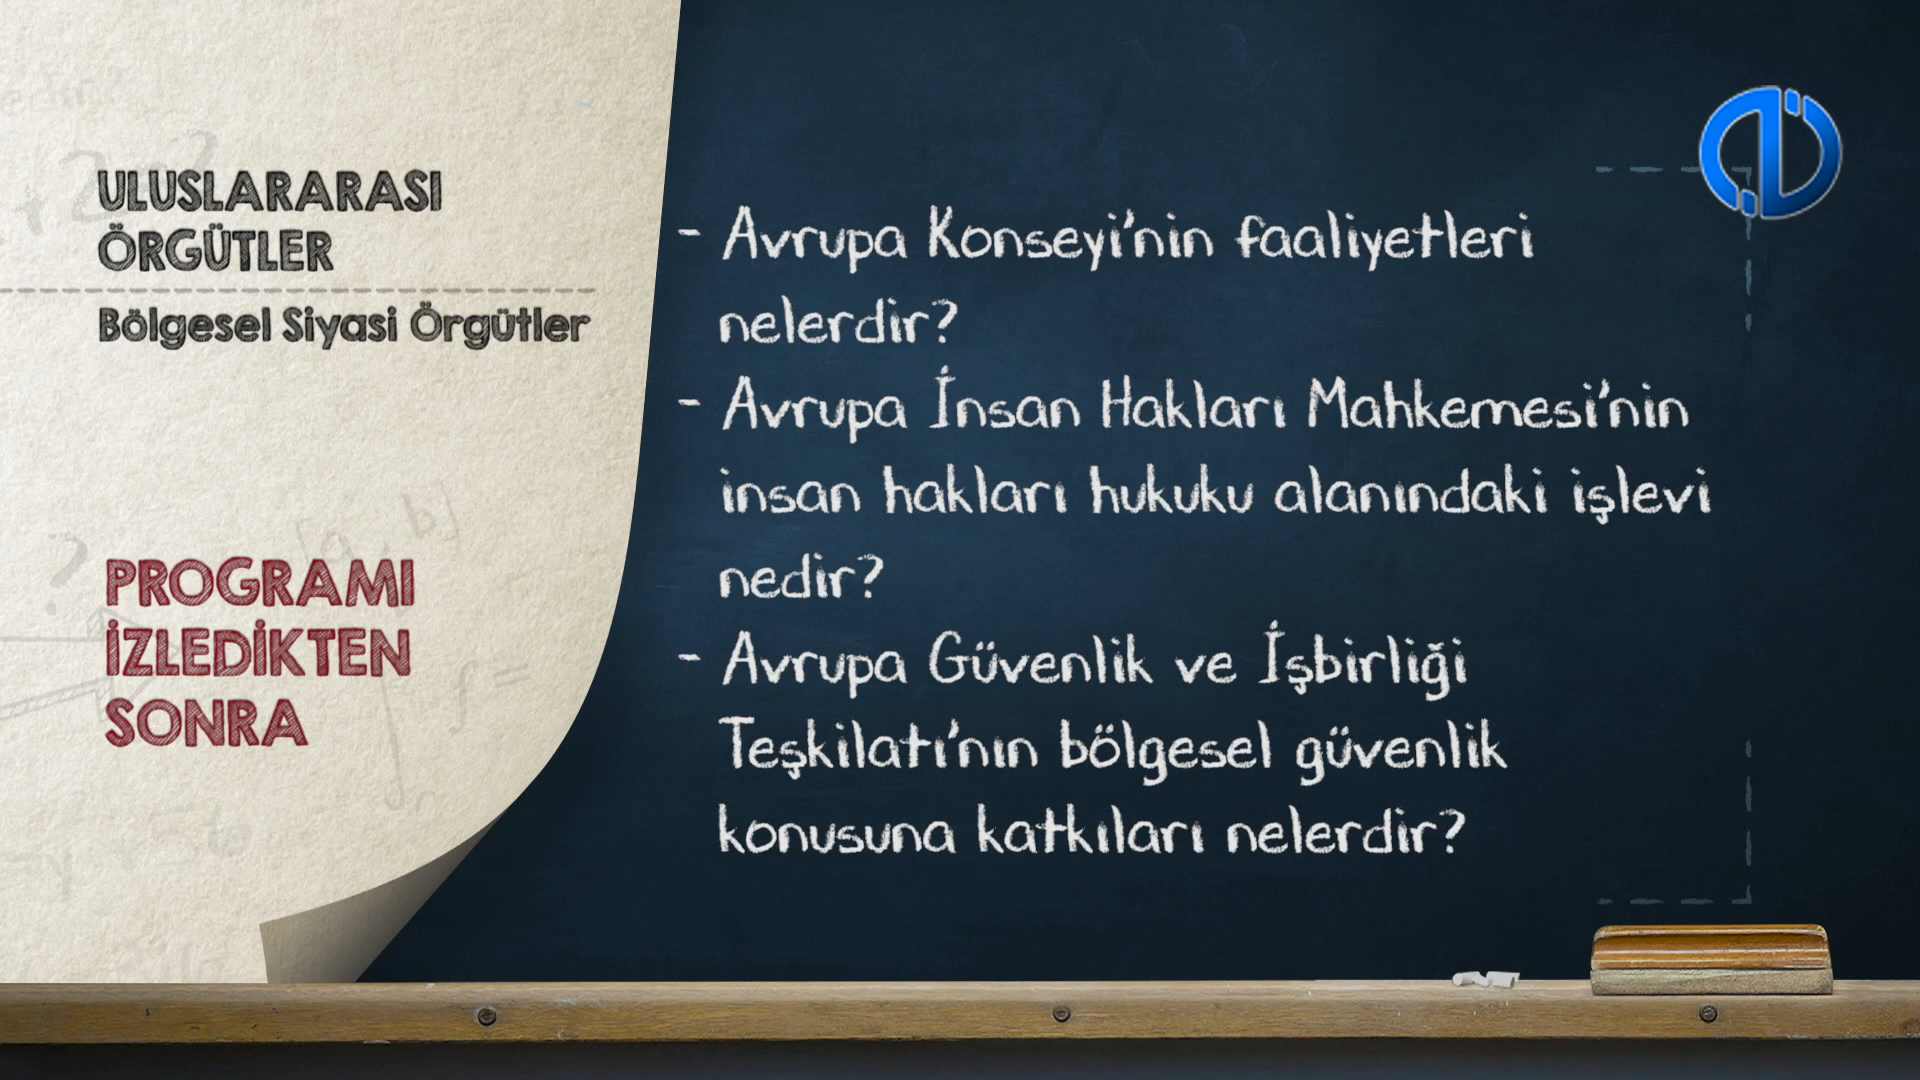 ULUSLARARASI
ÖRGÜTLER
Bölgesel Siyasi Örgütler
PROGRAMI
İZLEDİKTEN
SONRA
- Avrupa Konseyi'nin faaliyetleri
nelerdir?
- Avrupa İnsan Hakları Mahkemesi'nin
insan hakları hukuku alanındaki işlevi
nedir?
- Avrupa Güvenlik ve İşbirliği
Teşkilatı'nın bölgesel güvenlik
konusuna katkıları nelerdir?